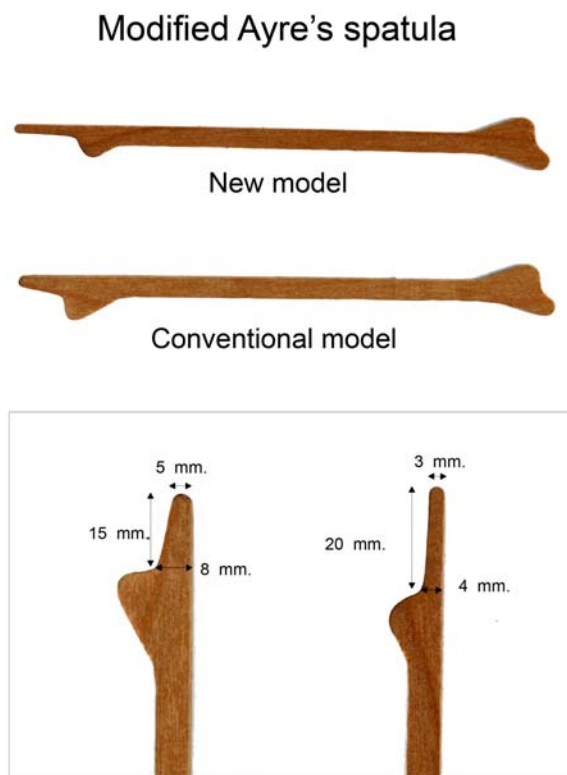 Modified Ayre's spatula
New model
Conventional model
5 mm.
3 mm.
15 mm.
20 mm.
8 mm.
4 mm.